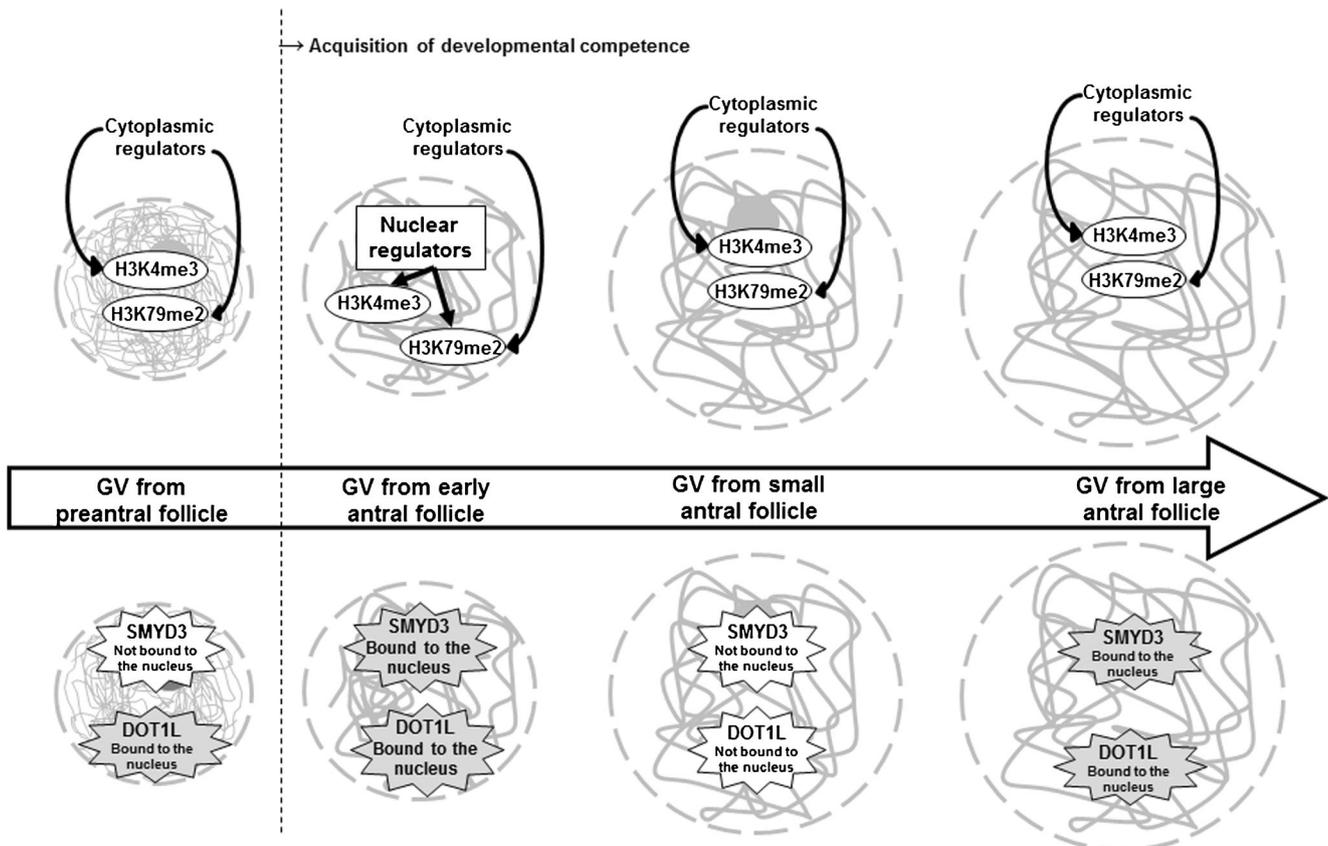 → Acquisition of developmental competence
Cytoplasmic
regulators
H3K4me3
H3K79me2
Cytoplasmic
regulators
Nuclear
regulators
H3K4me3
H3K79me2
Cytoplasmic
regulators
H3K4me3
H3K79me2
Cytoplasmic
regulators
H3K4me3
H3K79me2
GV from
preantral follicle
GV from early
antral follicle
GV from small
antral follicle
GV from large
antral follicle
SMYD3
Not bound to
the nucleus
DOT1L
Bound to the
nucleus
SMYD3
Bound to the
nucleus
DOT1L
Bound to the
nucleus
SMYD3
Not bound to
the nucleus
DOT1L
Not bound to
the nucleus
SMYD3
Bound to the
nucleus
DOT1L
Bound to the
nucleus